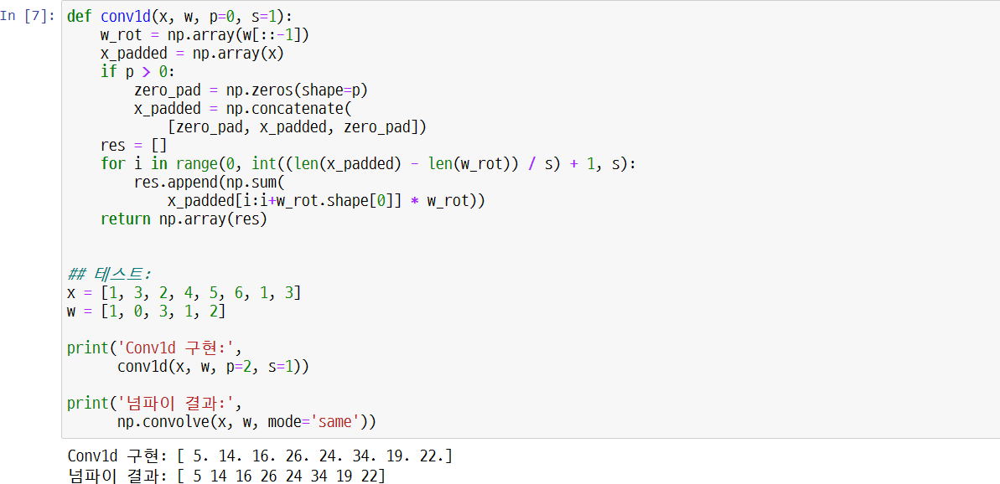 In [7]: def conv1d(x, w, p=0, s=1):
    w_rot = np.array(w[::-1])
    x_padded = np.array(x)
    if p > 0:
        zero_pad = np.zeros(shape=p)
        x_padded = np.concatenate(
            [zero_pad, x_padded, zero_pad])
    res = []
    for i in range(0, int((len(x_padded) - len(w_rot)) / s) + 1, s):
        res.append(np.sum(
            x_padded[i:i+w_rot.shape[0]] * w_rot))
    return np.array(res)
## 테스트:
x = [1, 3, 2, 4, 5, 6, 1, 3]
w = [1, 0, 3, 1, 2]
print('Conv1d 구현:',
      conv1d(x, w, p=2, s=1))
print('넘파이 결과:',
      np.convolve(x, w, mode='same'))
Conv1d 구현: [ 5. 14. 16. 26. 24. 34. 19. 22.]
넘파이 결과: [ 5 14 16 26 24 34 19 22]